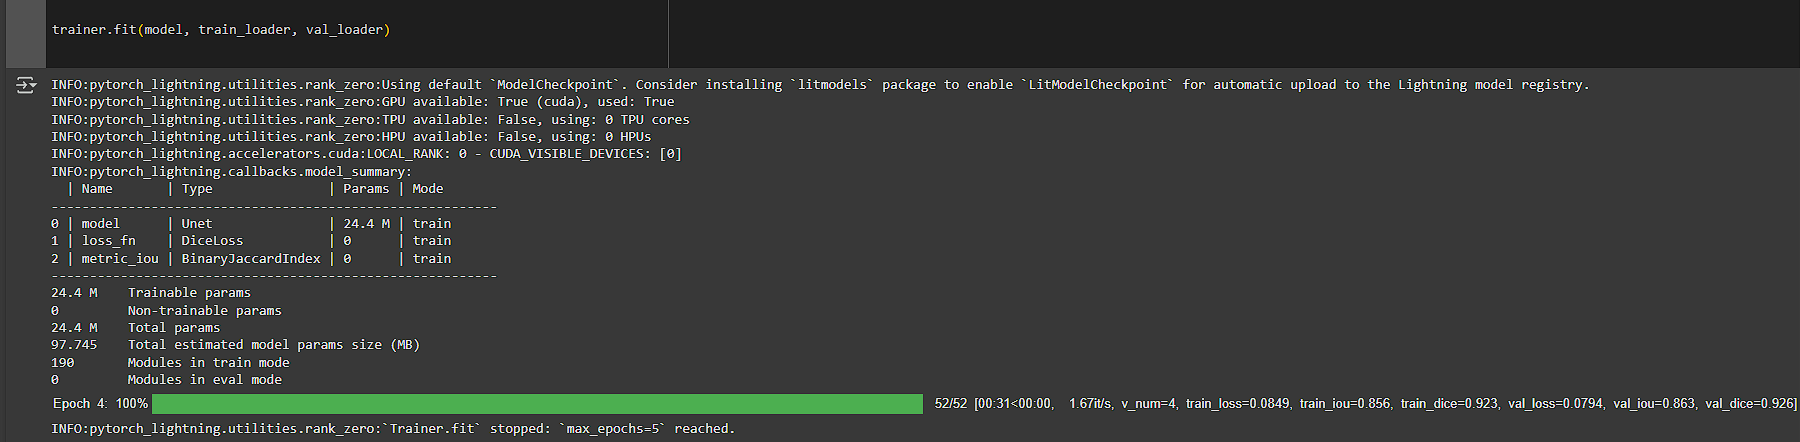 trainer.fit(model, train_loader, val_loader)
INFO:pytorch_lightning.utilities.rank_zero:Using default `ModelCheckpoint`. Consider installing `litmodels` package to enable `LitModelCheckpoint` for automatic upload to the Lightning model registry.
INFO:pytorch_lightning.utilities.rank_zero:GPU available: True (cuda), used: True
INFO:pytorch_lightning.utilities.rank_zero:TPU available: False, using: 0 TPU cores
INFO:pytorch_lightning.utilities.rank_zero:HPU available: False, using: 0 HPUs
INFO:pytorch_lightning.accelerators.cuda:LOCAL_RANK: 0 - CUDA_VISIBLE_DEVICES: [0]
INFO:pytorch_lightning.callbacks.model_summary:
  | Name       | Type               | Params | Mode
----------------------------------------------------------
0 | model      | Unet               | 24.4 M | train
1 | loss_fn    | DiceLoss           | 0      | train
2 | metric_iou | BinaryJaccardIndex | 0      | train
----------------------------------------------------------
24.4 M    Trainable params
0         Non-trainable params
24.4 M    Total params
97.745    Total estimated model params size (MB)
190       Modules in train mode
0         Modules in eval mode
Epoch 4: 100% 52/52 [00:31<00:00, 1.67it/s, v_num=4, train_loss=0.0849, train_iou=0.856, train_dice=0.923, val_loss=0.0794, val_iou=0.863, val_dice=0.926]
INFO:pytorch_lightning.utilities.rank_zero:`Trainer.fit` stopped: `max_epochs=5` reached.